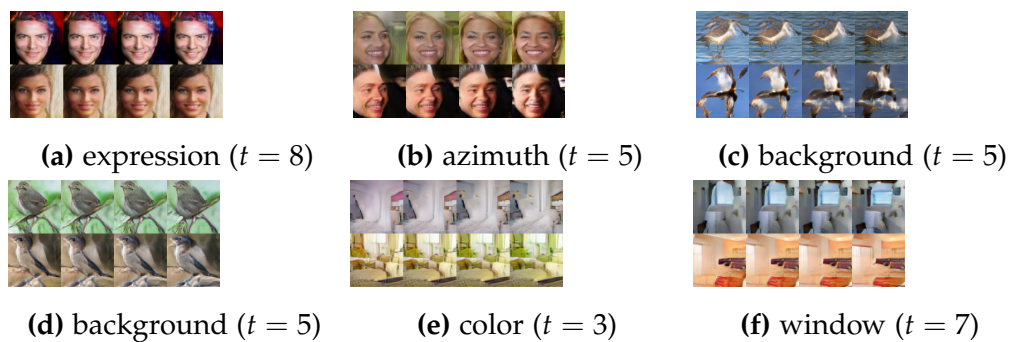 (a) expression (t = 8)
(b) azimuth (t = 5)
(c) background (t = 5)
(d) background (t = 5)
(e) color (t = 3)
(f) window (t = 7)